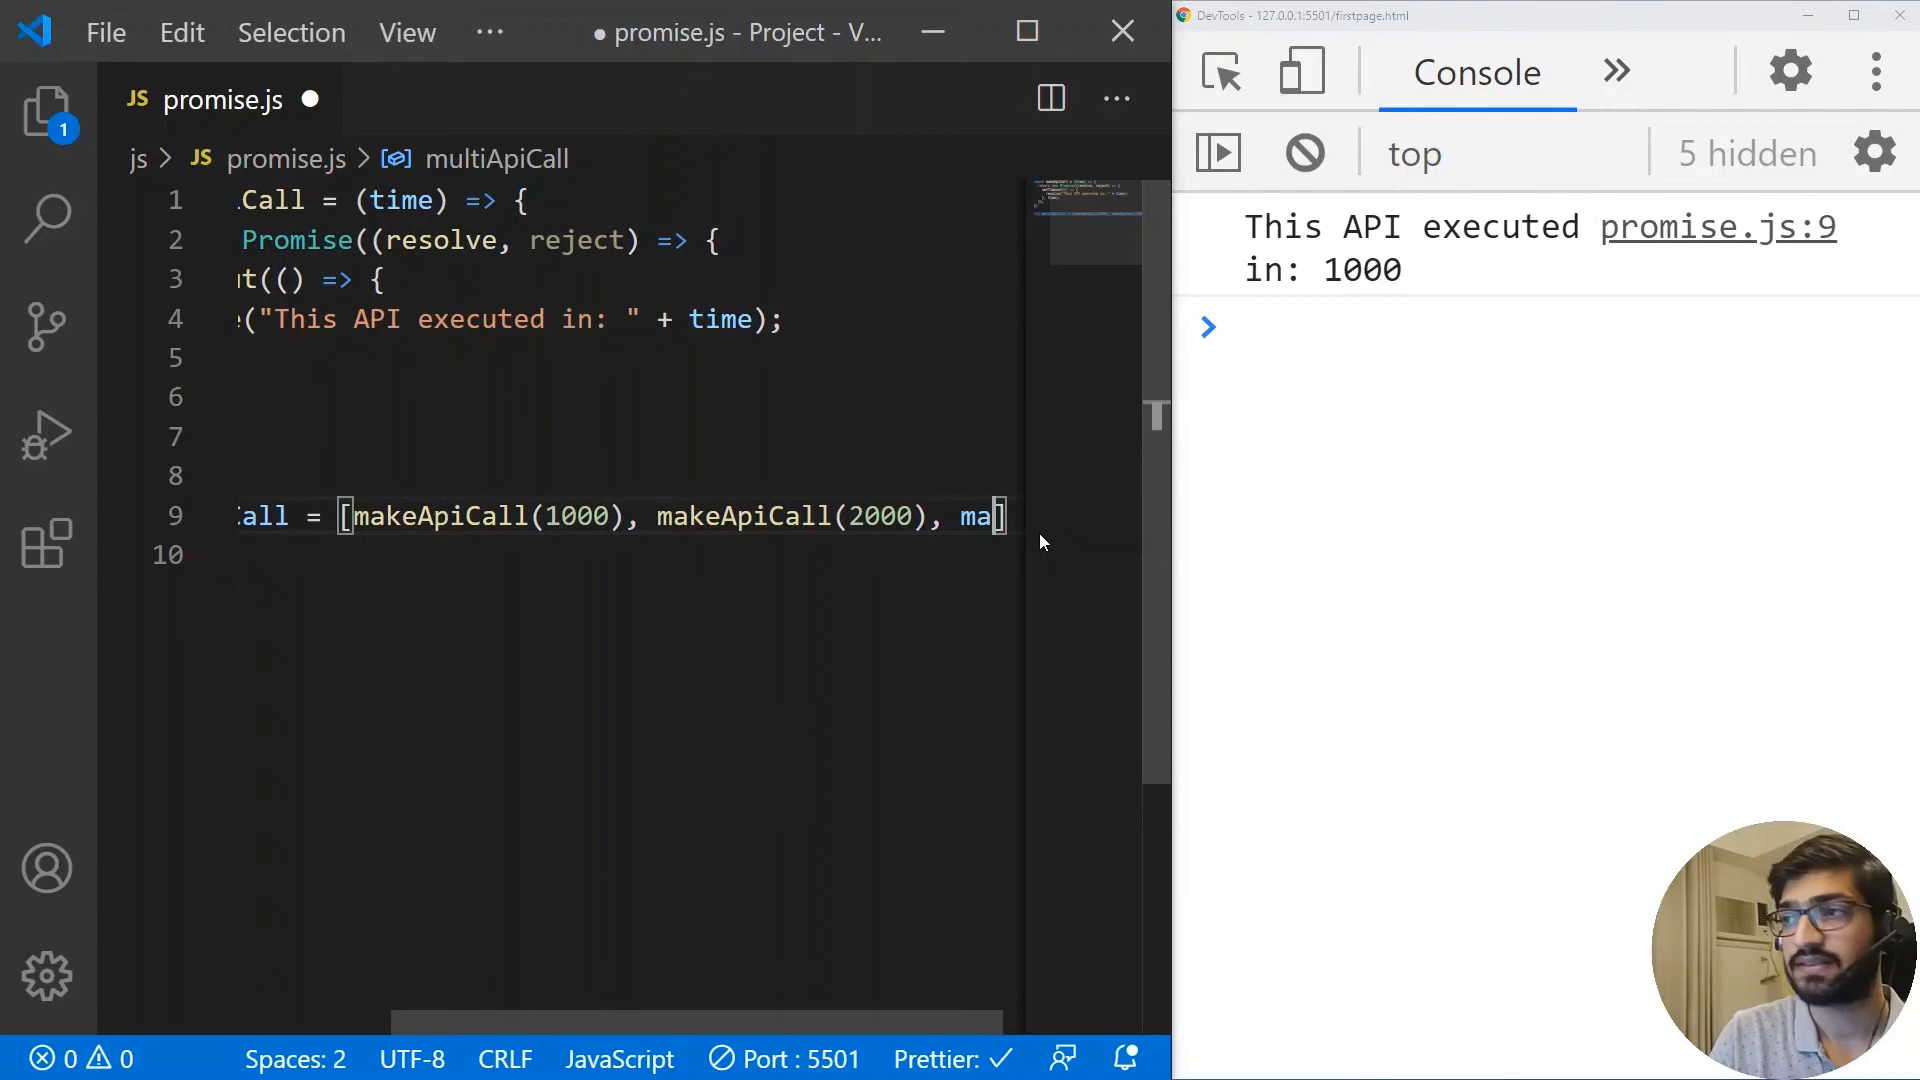 File Edit Selection View ... ● promise.js - Project - V...
DevTools - 127.0.0.1:5501/firstpage.html
JS promise.js ●
Console
1
js > JS promise.js > multiApiCall
top
5 hidden
1 .Call = (time) => {
2 Promise((resolve, reject) => {
3 ut(() => {
4 e("This API executed in: " + time);
5
6
7
8
9 Call = [makeApiCall(1000), makeApiCall(2000), ma]
10
This API executed promise.js:9
in: 1000
0 0 Spaces: 2 UTF-8 CRLF JavaScript Port : 5501 Prettier: ✓